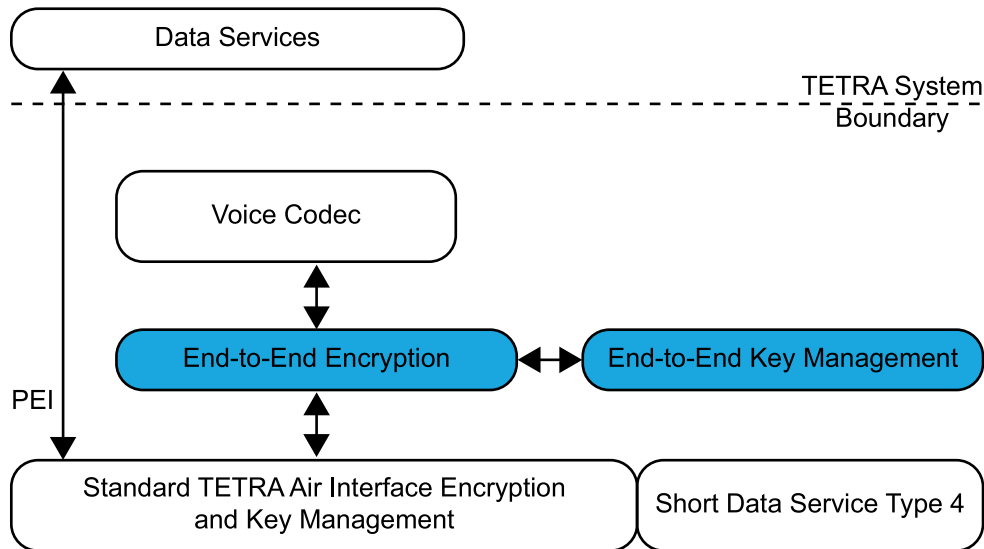 Data Services
TETRA System
Boundary
Voice Codec
End-to-End Encryption
End-to-End Key Management
PEI
Standard TETRA Air Interface Encryption
and Key Management
Short Data Service Type 4